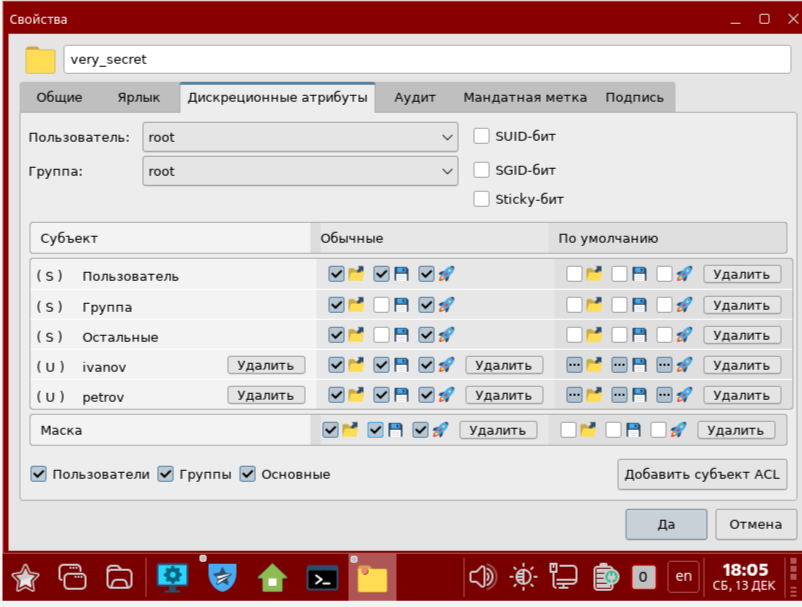 Свойства
very_secret
Общие Ярлык Дискреционные атрибуты Аудит Мандатная метка Подпись
Пользователь: root SUID-бит
Группа: root SGID-бит
Sticky-бит
Субъект Обычные По умолчанию
( S ) Пользователь Удалить
( S ) Группа Удалить
( S ) Остальные Удалить
( U ) ivanov Удалить Удалить Удалить
( U ) petrov Удалить Удалить Удалить
Маска Удалить Удалить
Пользователи Группы Основные Добавить субъект ACL
Да Отмена
0 en 18:05
СБ, 13 ДЕК